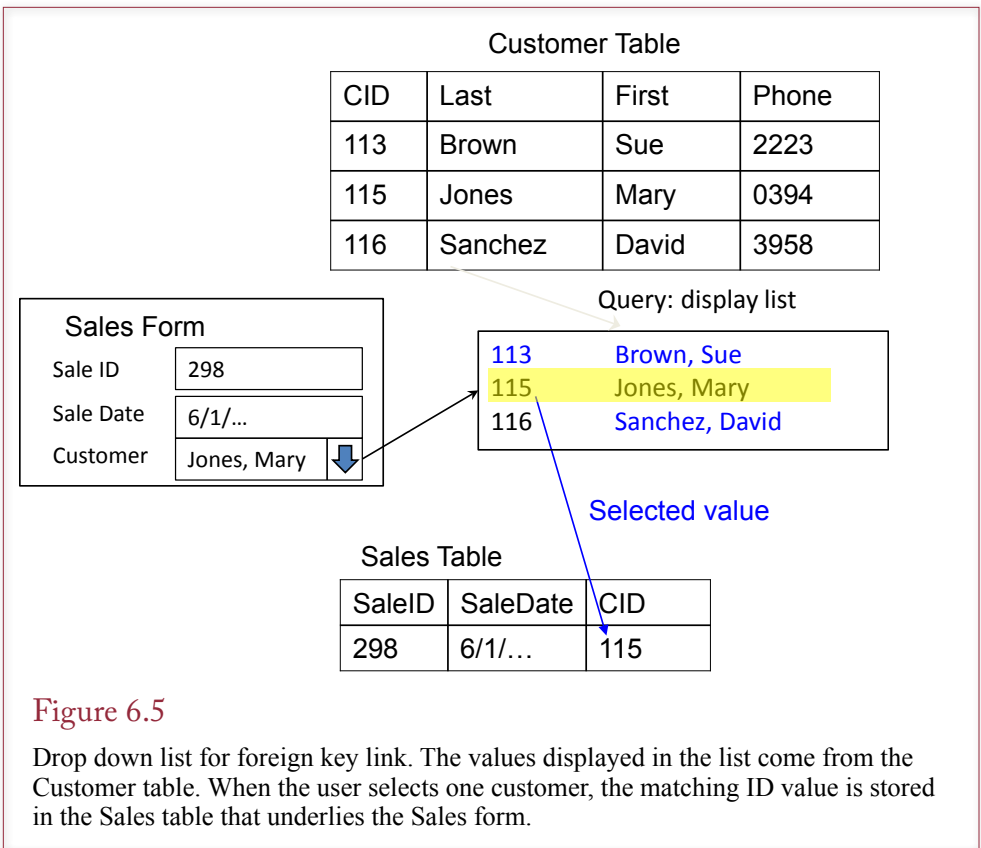 Customer Table
CID Last First Phone
113 Brown Sue 2223
115 Jones Mary 0394
116 Sanchez David 3958
Query: display list
Sales Form
Sale ID 298
Sale Date 6/1/...
Customer Jones, Mary
113 Brown, Sue
115 Jones, Mary
116 Sanchez, David
Selected value
Sales Table
SaleID SaleDate CID
298 6/1/... 115
Figure 6.5
Drop down list for foreign key link. The values displayed in the list come from the
Customer table. When the user selects one customer, the matching ID value is stored
in the Sales table that underlies the Sales form.